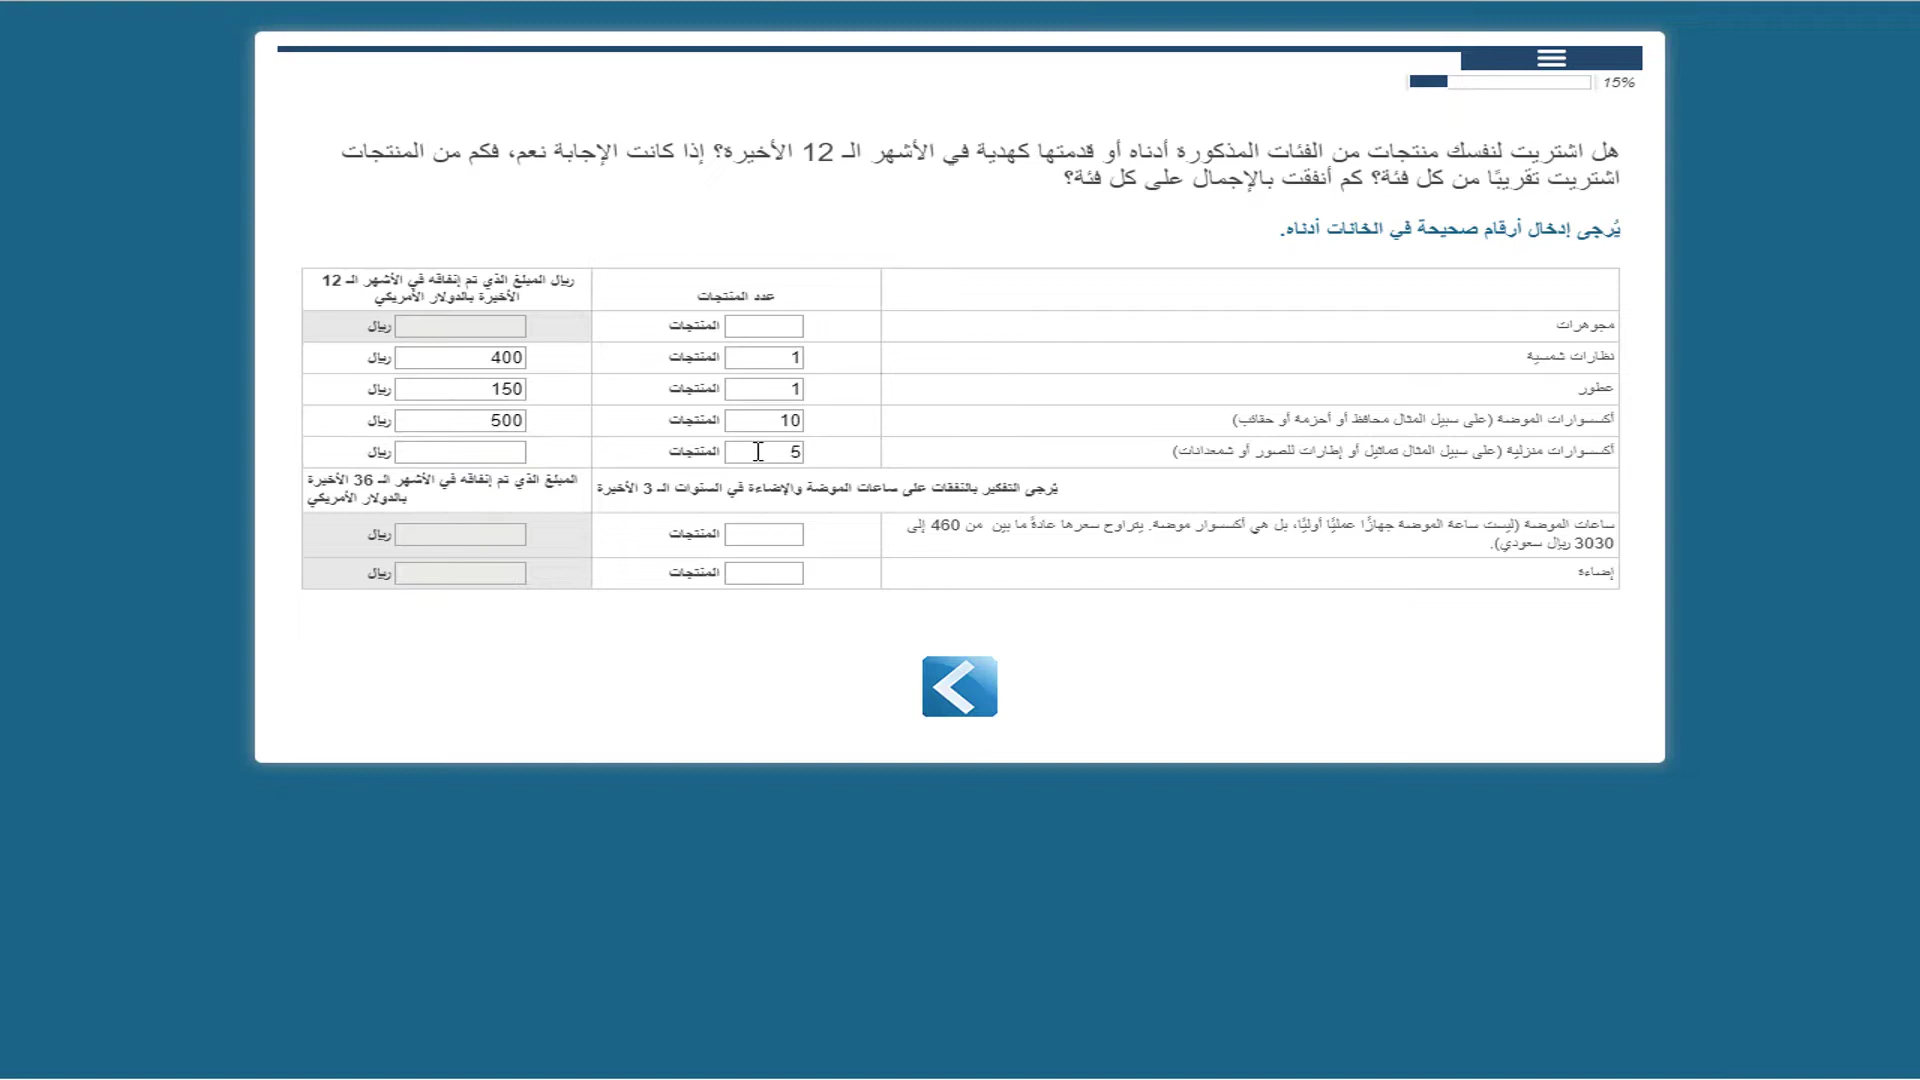 15%
هل اشتريت لنفسك منتجات من الفئات المذكورة أدناه أو قدمتها كهدية في الأشهر الـ 12 الأخيرة؟ إذا كانت الإجابة نعم، فكم من المنتجات
اشتريت تقريبًا من كل فئة؟ كم أنفقت بالإجمال على كل فئة؟
يُرجى إدخال أرقام صحيحة في الخانات أدناه.
عدد المنتجات
ريال المبلغ الذي تم إنفاقه في الأشهر الـ 12
الأخيرة بالدولار الأمريكي
مجوهرات المنتجات ريال
نظارات شمسية 1 المنتجات 400 ريال
عطور 1 المنتجات 150 ريال
أكسسوارات الموضة (على سبيل المثال محافظ أو أحزمة أو حقائب) 10 المنتجات 500 ريال
أكسسوارات منزلية (على سبيل المثال تماثيل أو إطارات للصور أو شمعدانات) 5 المنتجات ريال
يُرجى التفكير بالنفقات على ساعات الموضة والإضاءة في السنوات الـ 3 الأخيرة
المبلغ الذي تم إنفاقه في الأشهر الـ 36 الأخيرة
بالدولار الأمريكي
ساعات الموضة (ليست ساعة الموضة جهازًا عمليًا أوليًا، بل هي أكسسوار موضة. يتراوح سعرها عادةً ما بين من 460 إلى
3030 ريال سعودي). المنتجات ريال
إضاءة المنتجات ريال